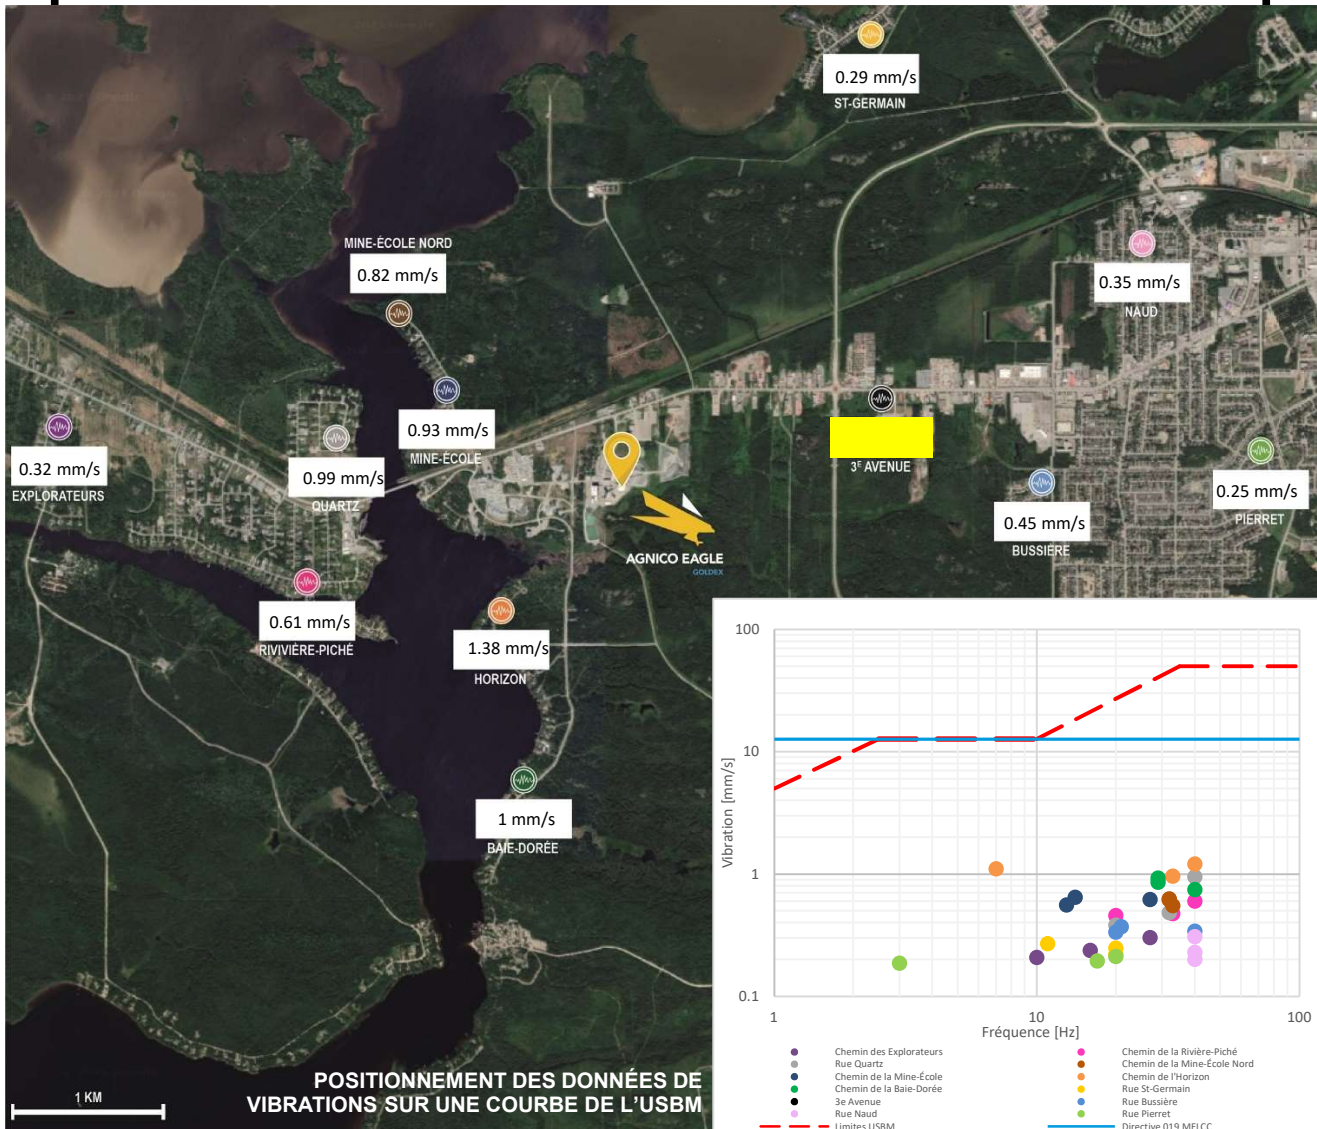 0.29 mm/s
ST-GERMAIN
MINE-ÉCOLE NORD
0.82 mm/s
0.35 mm/s
NAUD
0.93 mm/s
MINE-ÉCOLE
0.32 mm/s
EXPLORATEURS
0.99 mm/s
QUARTZ
3E AVENUE
0.25 mm/s
PIERRET
0.45 mm/s
BUSSIÈRE
AGNICO EAGLE
GOLDEX
0.61 mm/s
RIVIVIÈRE-PICHÉ
1.38 mm/s
HORIZON
1 mm/s
BAIE-DORÉE
100
10
1
0.1
Vibration [mm/s]
1
10
100
Fréquence [Hz]
Chemin des Explorateurs
Chemin de la Rivière-Piché
Rue Quartz
Chemin de la Mine-École Nord
Chemin de la Mine-École
Chemin de l'Horizon
Chemin de la Baie-Dorée
Rue St-Germain
3e Avenue
Rue Bussière
Rue Naud
Rue Pierret
Limites USBM
Directive 019 MELCC
POSITIONNEMENT DES DONNÉES DE
VIBRATIONS SUR UNE COURBE DE L'USBM
1 KM